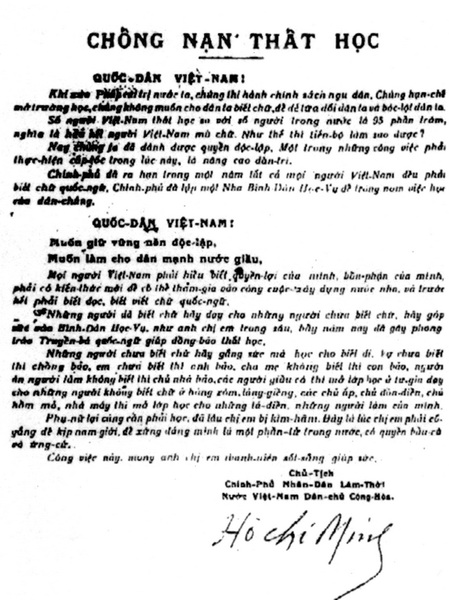 CHỐNG NẠN THẤT HỌC
QUỐC-DÂN VIỆT-NAM!
Khi xưa Pháp cai trị nước ta, chúng thi hành chính sách ngu dân. Chúng hạn-chế
mở trường học, chúng không muốn cho dân ta biết chữ, để dễ lừa dối dân ta và bóc-lột dân ta.
Số người Việt-Nam thất học so với số người trong nước là 95 phần trăm,
nghĩa là hầu hết người Việt-Nam mù chữ. Như thế thì tiến-bộ làm sao được?
Nay chúng ta đã dành được quyền độc-lập. Một trong những công việc phải
thực-hiện cấp-tốc trong lúc này, là nâng cao dân-trí.
Chính-phủ đã ra hạn trong một năm tất cả mọi người Việt-Nam đều phải
biết chữ quốc-ngữ. Chính-phủ đã lập một Nha Bình Dân Học-Vụ để trông nom việc học
của dân-chúng.
QUỐC-DÂN VIỆT-NAM!
Muốn giữ vững nền độc-lập,
Muốn làm cho dân mạnh nước giầu,
Mọi người Việt-Nam phải hiểu biết quyền-lợi của mình, bổn-phận của mình,
phải có kiến-thức mới để có thể tham-gia vào công cuộc xây dựng nước nhà, và trước
hết phải biết đọc, biết viết chữ quốc-ngữ.
Những người đã biết chữ hãy dạy cho những người chưa biết chữ, hãy góp
sức vào Bình-Dân Học-Vụ, như anh chị em trong sáu, bẩy năm nay đã gây phong
trào Truyền-bá quốc-ngữ giúp đồng-bào thất học.
Những người chưa biết chữ hãy gắng sức mà học cho biết đi. Vợ chưa biết
thì chồng bảo, em chưa biết thì anh bảo, cha mẹ không biết thì con bảo, người
ăn người làm không biết thì chủ nhà bảo, các người giầu có thì mở lớp học ở tư-gia dạy
cho những người không biết chữ ở hàng xóm, láng-giềng, các chủ ấp, chủ đồn-điền, chủ
hầm mỏ, nhà máy thì mở lớp học cho những tá-điền, những người làm của mình.
Phụ-nữ lại càng cần phải học, đã lâu chị em bị kìm-hãm. Đây là lúc chị em phải cố-
gắng để kịp nam giới, để xứng đáng mình là một phần-tử trong nước, có quyền bầu-cử
và ứng-cử.
Công việc này, mong anh chị em thanh-niên sốt-sắng giúp sức.
Chủ-Tịch
Chính-Phủ Nhân-Dân Lâm-Thời
Nước Việt-Nam Dân-chủ Cộng-Hòa.
Hồ Chí Minh